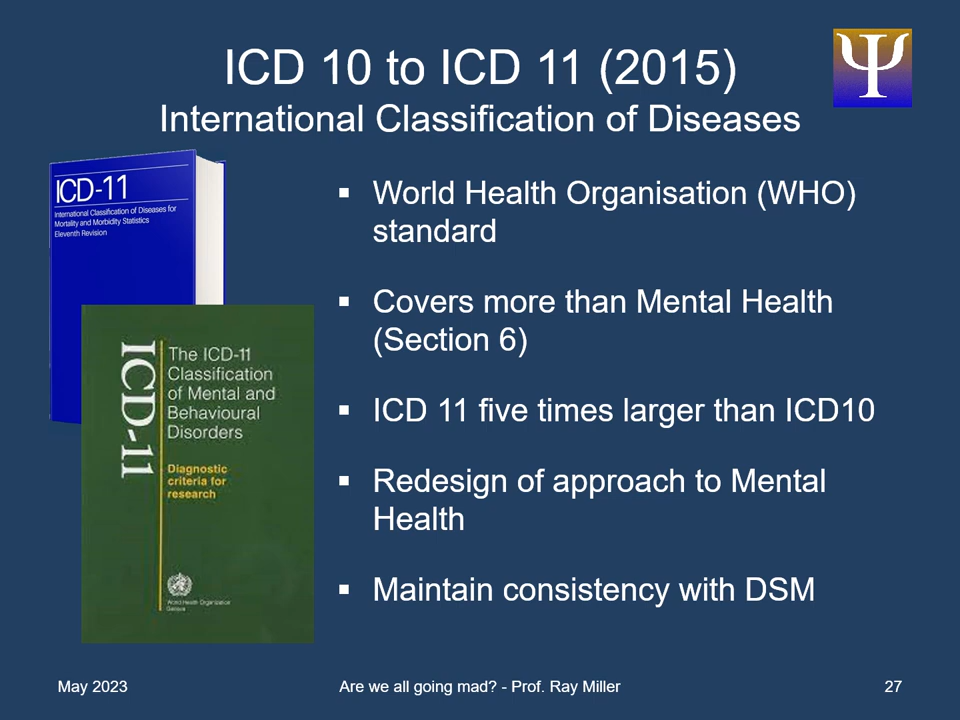 ICD 10 to ICD 11 (2015)
International Classification of Diseases
Ψ
ICD-11
International Classification of Diseases for
Mortality and Morbidity Statistics
Eleventh Revision
ICD-11
The ICD-11
Classification
of Mental and
Behavioural
Disorders
Diagnostic
criteria for
research
World Health Organization
Geneva
▪ World Health Organisation (WHO)
standard
▪ Covers more than Mental Health
(Section 6)
▪ ICD 11 five times larger than ICD10
▪ Redesign of approach to Mental
Health
▪ Maintain consistency with DSM
May 2023
Are we all going mad? - Prof. Ray Miller
27